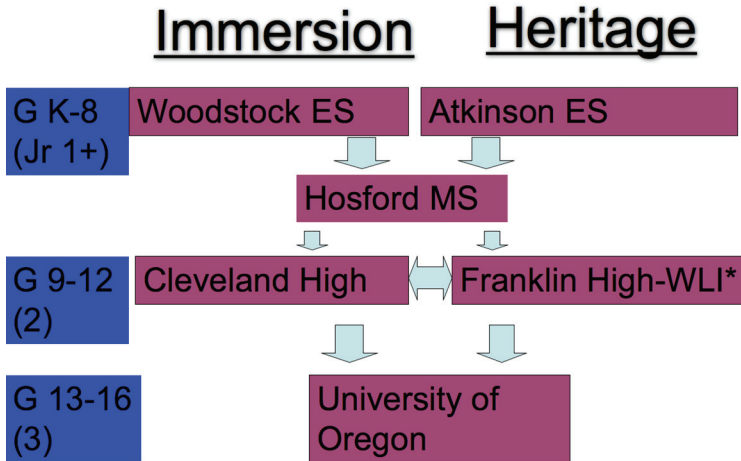 Immersion Heritage
G K-8
(Jr 1+)
Woodstock ES
Atkinson ES
Hosford MS
G 9-12
(2)
Cleveland High
Franklin High-WLI*
G 13-16
(3)
University of
Oregon